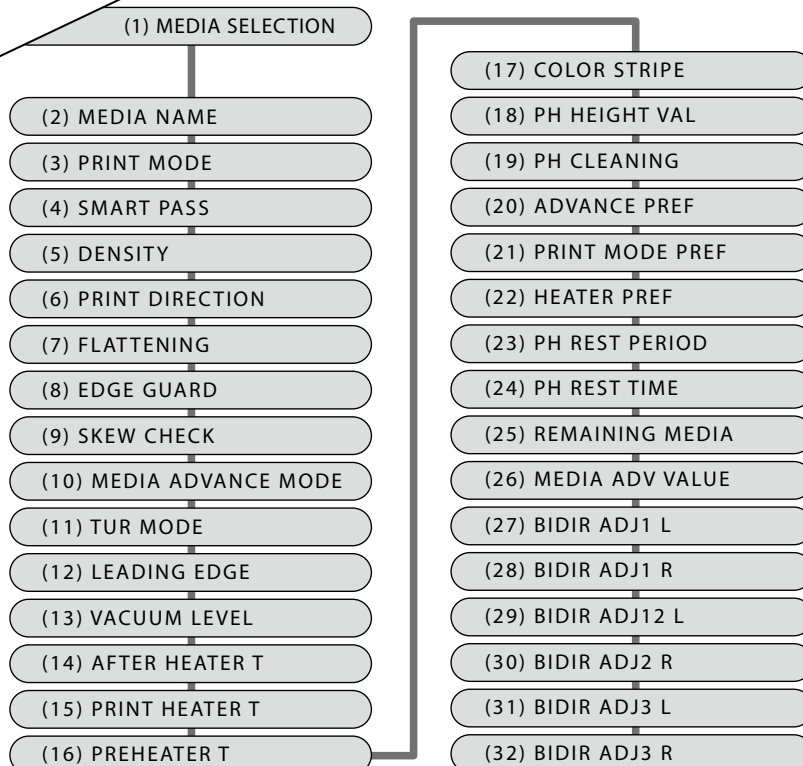 (1) MEDIA SELECTION
(2) MEDIA NAME
(3) PRINT MODE
(4) SMART PASS
(5) DENSITY
(6) PRINT DIRECTION
(7) FLATTENING
(8) EDGE GUARD
(9) SKEW CHECK
(10) MEDIA ADVANCE MODE
(11) TUR MODE
(12) LEADING EDGE
(13) VACUUM LEVEL
(14) AFTER HEATER T
(15) PRINT HEATER T
(16) PREHEATER T
(17) COLOR STRIPE
(18) PH HEIGHT VAL
(19) PH CLEANING
(20) ADVANCE PREF
(21) PRINT MODE PREF
(22) HEATER PREF
(23) PH REST PERIOD
(24) PH REST TIME
(25) REMAINING MEDIA
(26) MEDIA ADV VALUE
(27) BIDIR ADJ1 L
(28) BIDIR ADJ1 R
(29) BIDIR ADJ12 L
(30) BIDIR ADJ2 R
(31) BIDIR ADJ3 L
(32) BIDIR ADJ3 R